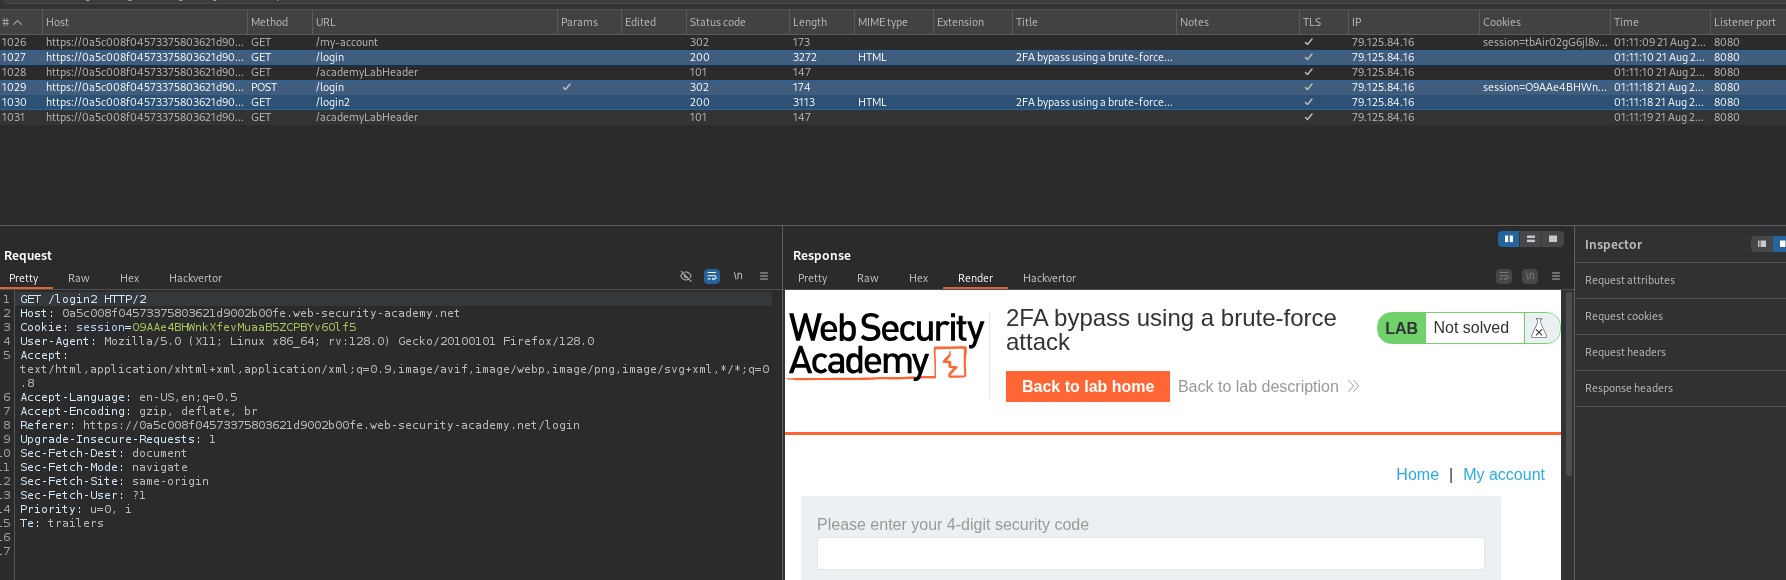 # Host Method URL Params Edited Status code Length MIME type Extension Title Notes TLS IP Cookies Time Listener port
1026 https://0a5c008f04573375803621d90... GET /my-account 302 173 ✓ 79.125.84.16 session=tbAir02gG6jl8v... 01:11:09 21 Aug 2... 8080
1027 https://0a5c008f04573375803621d90... GET /login 200 3272 HTML 2FA bypass using a brute-force... ✓ 79.125.84.16 01:11:10 21 Aug 2... 8080
1028 https://0a5c008f04573375803621d90... GET /academyLabHeader 101 147 ✓ 79.125.84.16 01:11:10 21 Aug 2... 8080
1029 https://0a5c008f04573375803621d90... POST /login ✓ 302 174 ✓ 79.125.84.16 session=O9AAe4BHWn... 01:11:18 21 Aug 2... 8080
1030 https://0a5c008f04573375803621d90... GET /login2 200 3113 HTML 2FA bypass using a brute-force... ✓ 79.125.84.16 01:11:18 21 Aug 2... 8080
1031 https://0a5c008f04573375803621d90... GET /academyLabHeader 101 147 ✓ 79.125.84.16 01:11:19 21 Aug 2... 8080
Request
Pretty Raw Hex Hackvertor \n
1 GET /login2 HTTP/2
2 Host: 0a5c008f04573375803621d9002b00fe.web-security-academy.net
3 Cookie: session=O9AAe4BHWnkXfevMuaaB5ZCPBYv6Olf5
4 User-Agent: Mozilla/5.0 (X11; Linux x86_64; rv:128.0) Gecko/20100101 Firefox/128.0
5 Accept:
text/html,application/xhtml+xml,application/xml;q=0.9,image/avif,image/webp,image/png,image/svg+xml,*/*;q=0
.8
6 Accept-Language: en-US,en;q=0.5
7 Accept-Encoding: gzip, deflate, br
8 Referer: https://0a5c008f04573375803621d9002b00fe.web-security-academy.net/login
9 Upgrade-Insecure-Requests: 1
10 Sec-Fetch-Dest: document
11 Sec-Fetch-Mode: navigate
12 Sec-Fetch-Site: same-origin
13 Sec-Fetch-User: ?1
14 Priority: u=0, i
15 Te: trailers
16
17
Response
Pretty Raw Hex Render Hackvertor \n
Web Security
Academy
2FA bypass using a brute-force
attack
LAB Not solved
Back to lab home Back to lab description
Home | My account
Please enter your 4-digit security code
Inspector
Request attributes
Request cookies
Request headers
Response headers